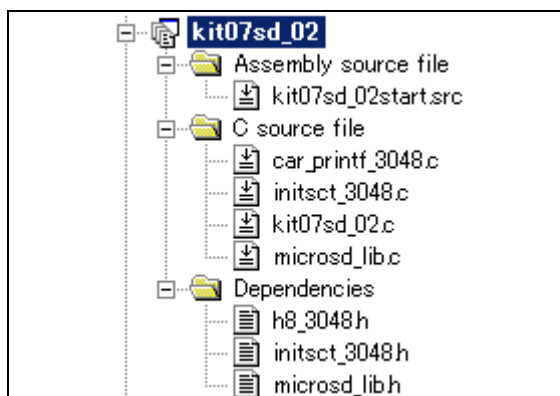 kit07sd_02
Assembly source file
kit07sd_02start.src
C source file
car_printf_3048.c
initsct_3048.c
kit07sd_02.c
microsd_lib.c
Dependencies
h8_3048.h
initsct_3048.h
microsd_lib.h